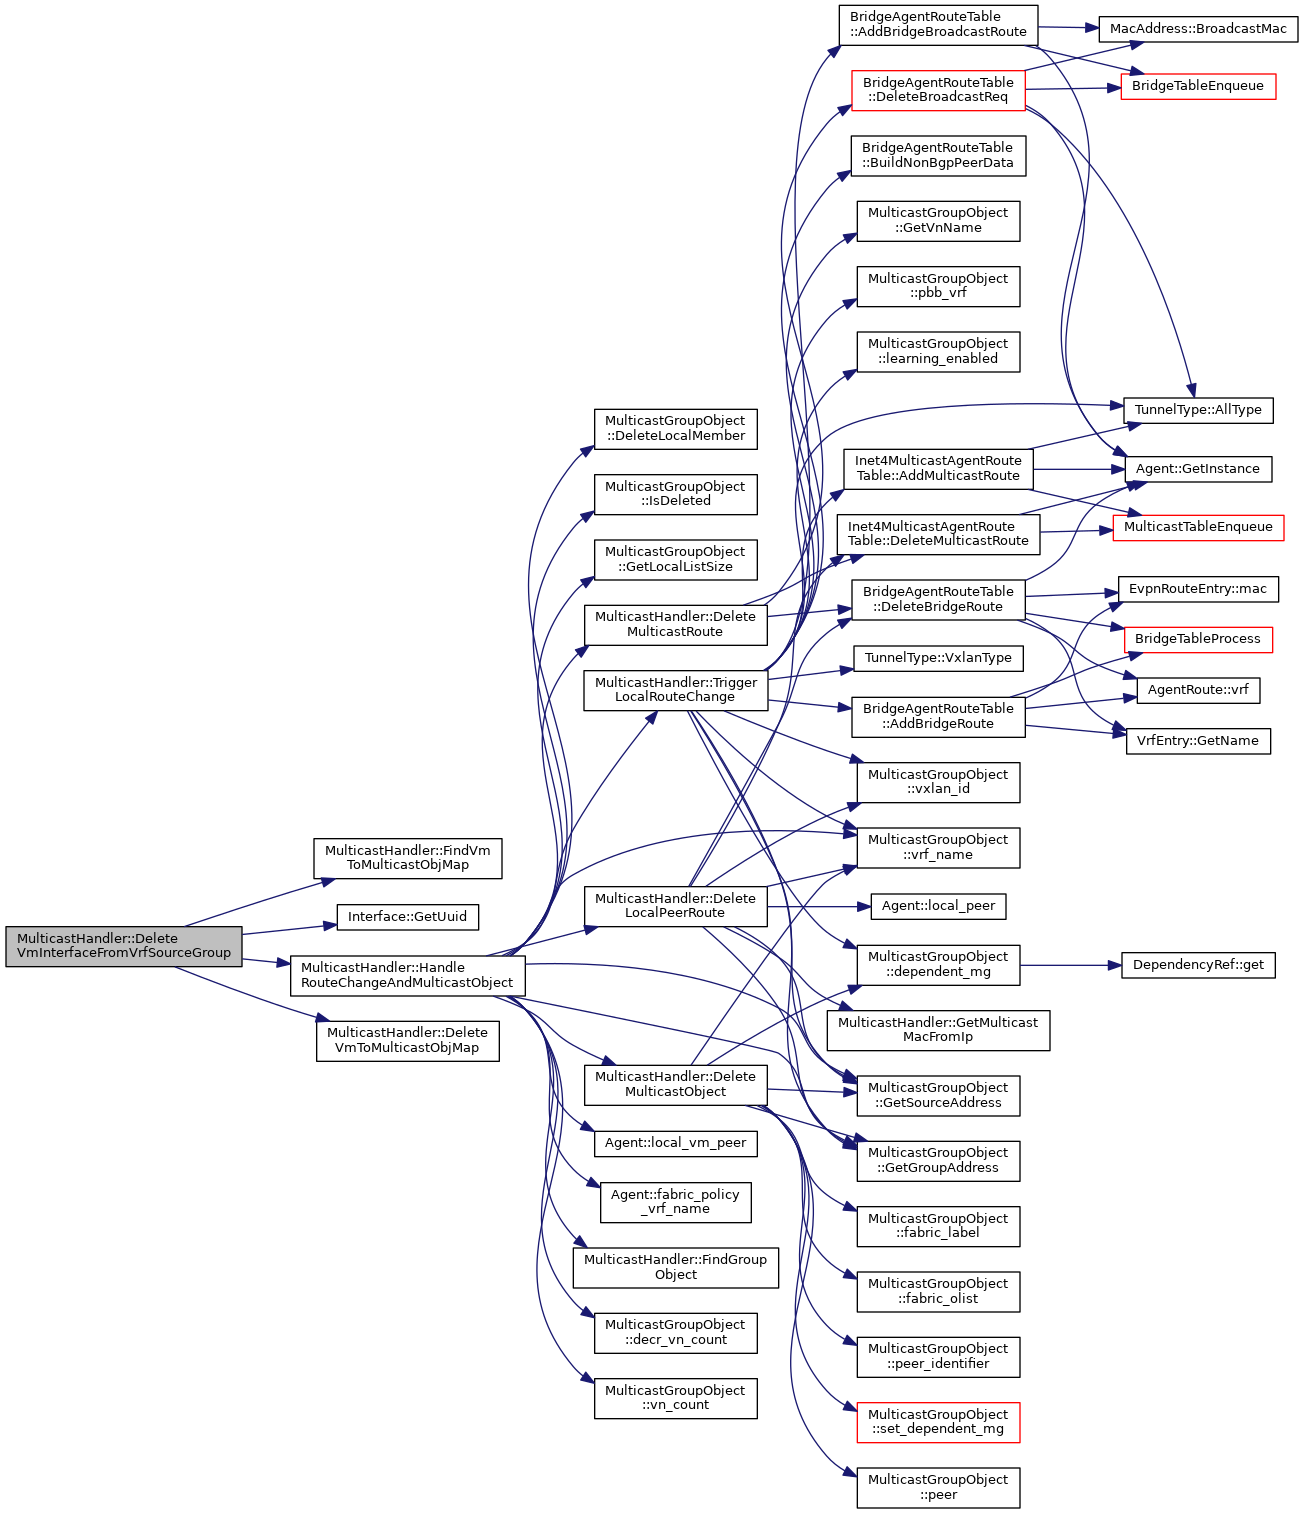 MulticastHandler::Delete
VmInterfaceFromVrfSourceGroup
MulticastHandler::FindVm
ToMulticastObjMap
Interface::GetUuid
MulticastHandler::Handle
RouteChangeAndMulticastObject
MulticastHandler::Delete
VmToMulticastObjMap
MulticastGroupObject
::DeleteLocalMember
MulticastGroupObject
::IsDeleted
MulticastGroupObject
::GetLocalListSize
MulticastHandler::Delete
MulticastRoute
MulticastHandler::Trigger
LocalRouteChange
MulticastHandler::Delete
LocalPeerRoute
MulticastHandler::Delete
MulticastObject
Agent::local_vm_peer
Agent::fabric_policy
_vrf_name
MulticastHandler::FindGroup
Object
MulticastGroupObject
::decr_vn_count
MulticastGroupObject
::vn_count
BridgeAgentRouteTable
::AddBridgeBroadcastRoute
BridgeAgentRouteTable
::DeleteBroadcastReq
BridgeAgentRouteTable
::BuildNonBgpPeerData
MulticastGroupObject
::GetVnName
MulticastGroupObject
::pbb_vrf
MulticastGroupObject
::learning_enabled
Inet4MulticastAgentRoute
Table::AddMulticastRoute
Inet4MulticastAgentRoute
Table::DeleteMulticastRoute
BridgeAgentRouteTable
::DeleteBridgeRoute
TunnelType::VxlanType
BridgeAgentRouteTable
::AddBridgeRoute
MulticastGroupObject
::vxlan_id
MulticastGroupObject
::vrf_name
Agent::local_peer
MulticastGroupObject
::dependent_mg
MulticastHandler::GetMulticast
MacFromIp
MulticastGroupObject
::GetSourceAddress
MulticastGroupObject
::GetGroupAddress
MulticastGroupObject
::fabric_label
MulticastGroupObject
::fabric_olist
MulticastGroupObject
::peer_identifier
MulticastGroupObject
::set_dependent_mg
MulticastGroupObject
::peer
MacAddress::BroadcastMac
BridgeTableEnqueue
TunnelType::AllType
Agent::GetInstance
MulticastTableEnqueue
EvpnRouteEntry::mac
BridgeTableProcess
AgentRoute::vrf
VrfEntry::GetName
DependencyRef::get